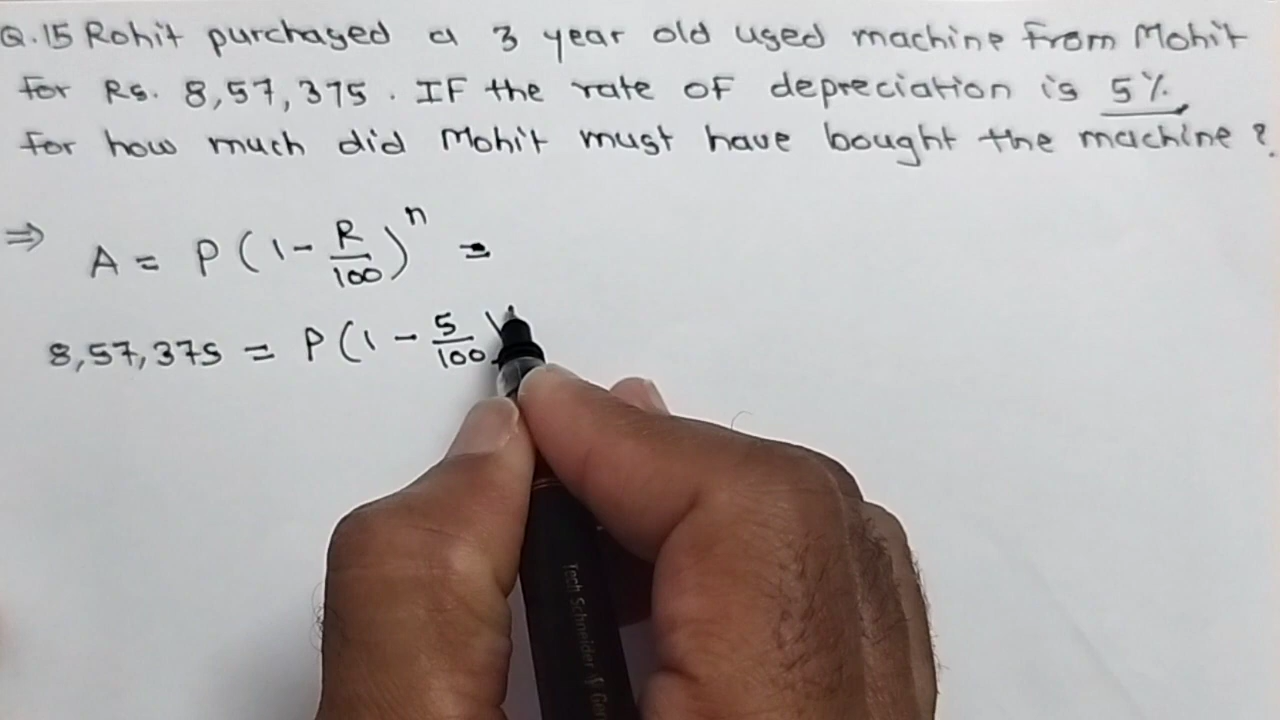 Q.15 Rohit purchased a 3 year old used machine from Mohit
for Rs. 8,57,375. IF the rate of depreciation is 5%
for how much did Mohit must have bought the machine?
⇒ A = P(1 - R/100)^n =
8,57,375 = P(1 - 5/100)
Tech Schneider